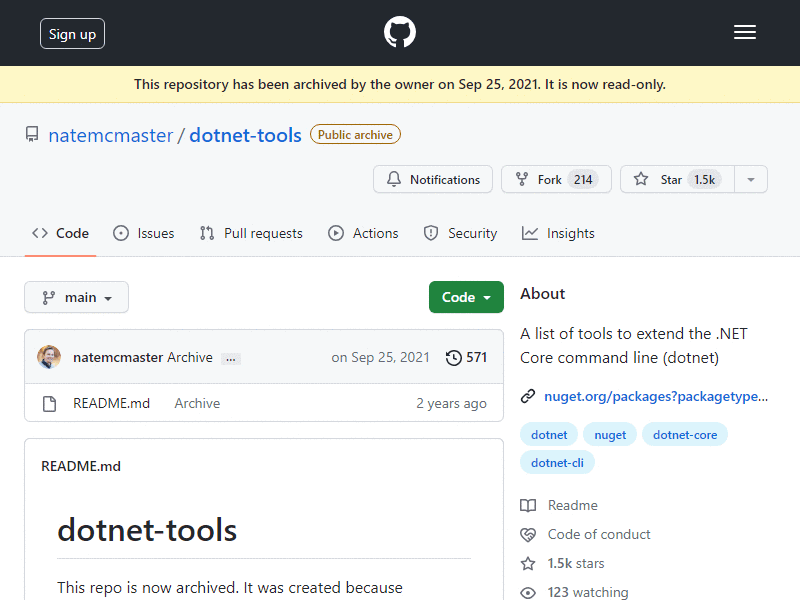 Sign up
This repository has been archived by the owner on Sep 25, 2021. It is now read-only.
natemcmaster / dotnet-tools Public archive
Notifications Fork 214 Star 1.5k
Code Issues Pull requests Actions Security Insights
main
Code
natemcmaster Archive ... on Sep 25, 2021 571
README.md Archive 2 years ago
README.md
dotnet-tools
This repo is now archived. It was created because
About
A list of tools to extend the .NET
Core command line (dotnet)
nuget.org/packages?packagetype...
dotnet nuget dotnet-core
dotnet-cli
Readme
Code of conduct
1.5k stars
123 watching